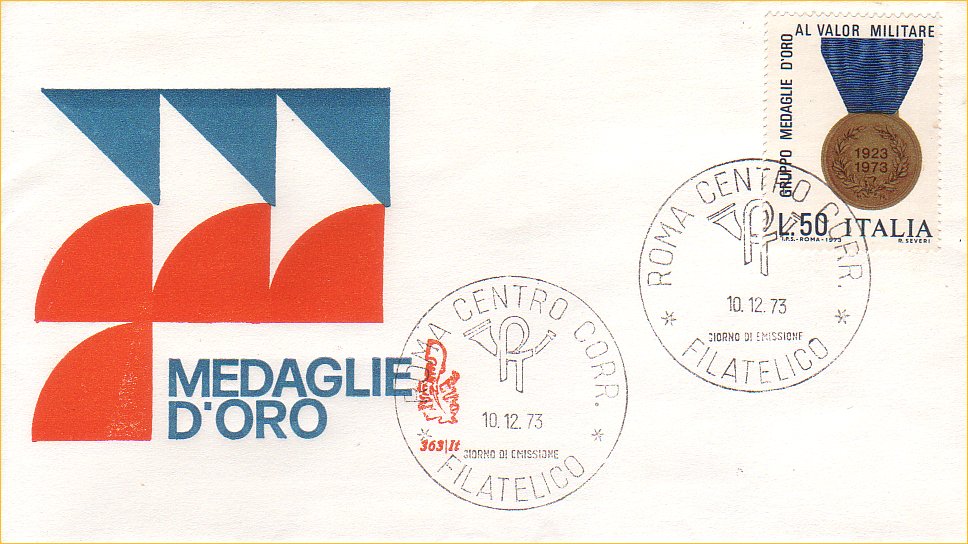 AL VALOR MILITARE
GRUPPO MEDAGLIE D'ORO
1923
1973
L.50 ITALIA
I.P.S.-ROMA-1973 R. SEVERI
ROMA CENTRO CORR.
10.12.73
GIORNO DI EMISSIONE
FILATELICO
MEDAGLIE
D'ORO
ROMA CENTRO CORR.
10.12.73
363|It
GIORNO DI EMISSIONE
FILATELICO